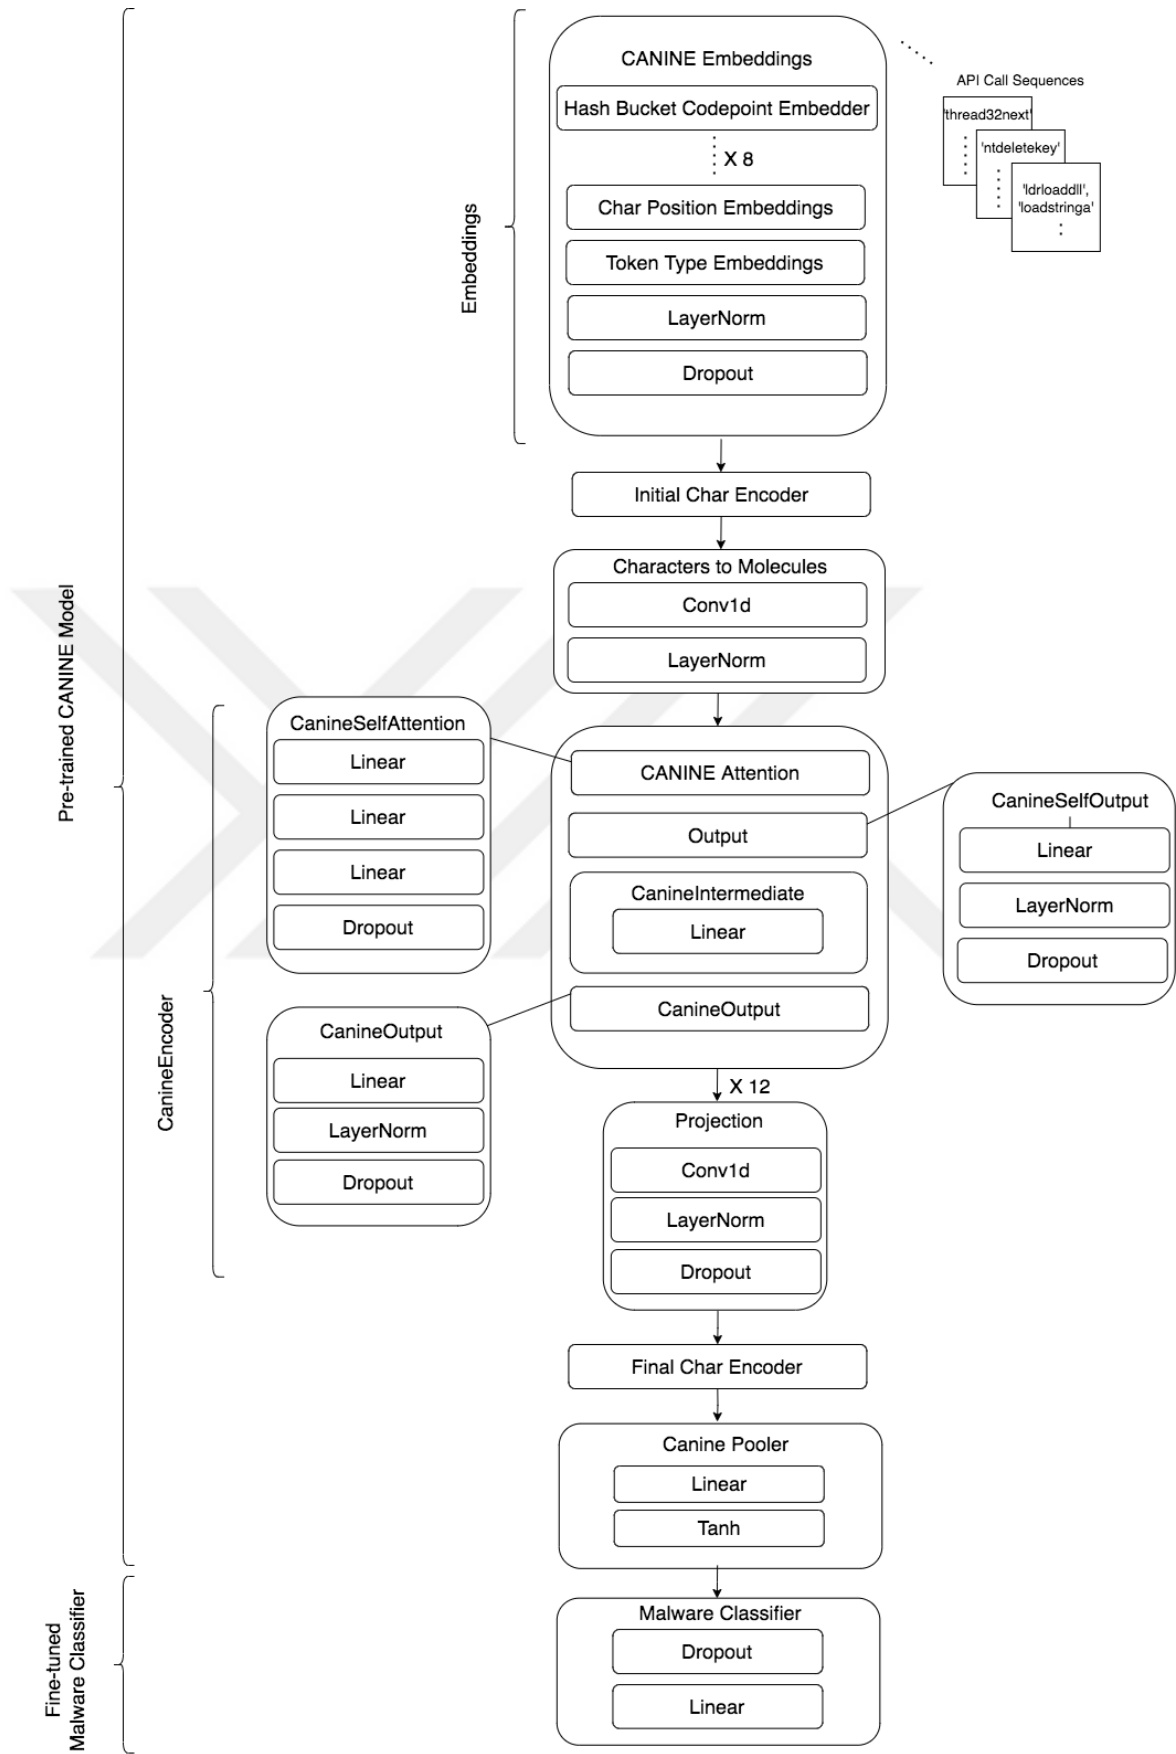 CANINE Embeddings
Hash Bucket Codepoint Embedder
X 8
Char Position Embeddings
Token Type Embeddings
LayerNorm
Dropout
API Call Sequences
'thread32next'
'ntdeletekey'
'ldrloaddll',
'loadstringa'
Embeddings
Initial Char Encoder
Characters to Molecules
Conv1d
LayerNorm
Pre-trained CANINE Model
CanineSelfAttention
Linear
Linear
Linear
Dropout
CANINE Attention
Output
CanineIntermediate
Linear
CanineOutput
CanineSelfOutput
Linear
LayerNorm
Dropout
CanineEncoder
CanineOutput
Linear
LayerNorm
Dropout
X 12
Projection
Conv1d
LayerNorm
Dropout
Final Char Encoder
Canine Pooler
Linear
Tanh
Fine-tuned
Malware Classifier
Malware Classifier
Dropout
Linear